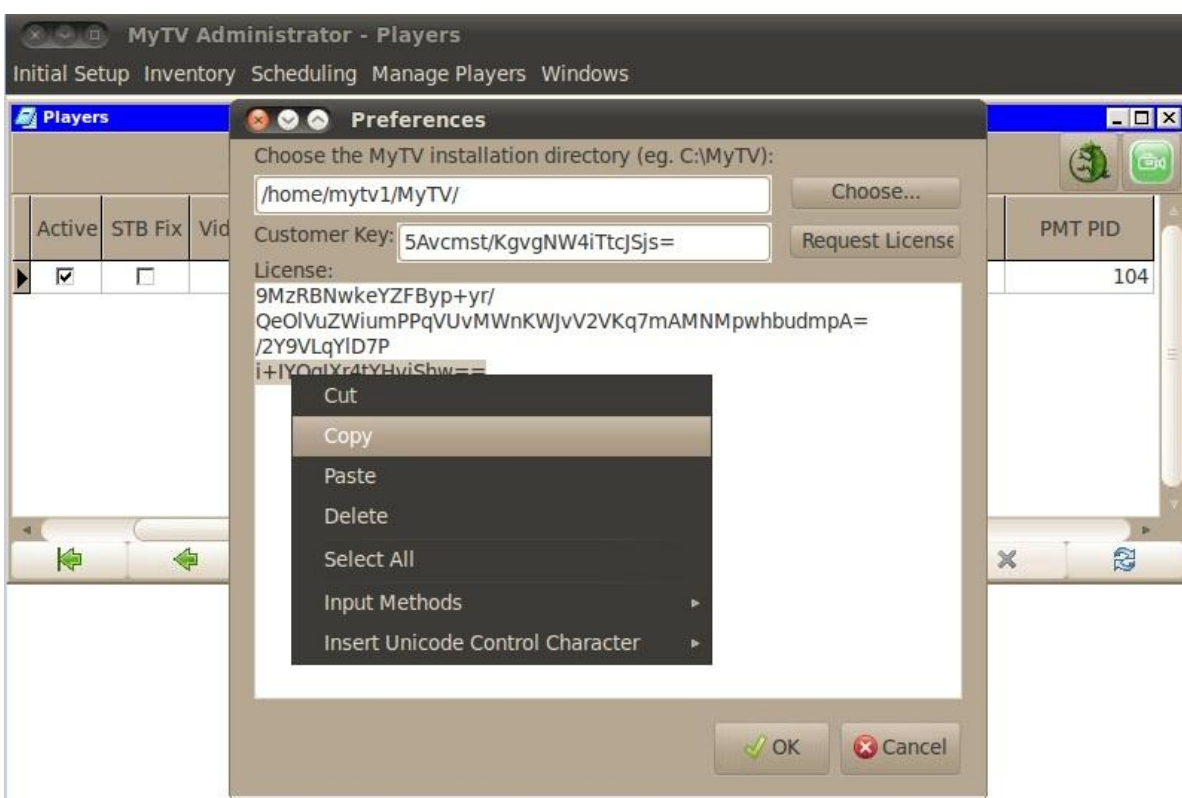 MyTV Administrator - Players
Initial Setup Inventory Scheduling Manage Players Windows
Players
Preferences
Choose the MyTV installation directory (eg. C:\MyTV):
/home/mytv1/MyTV/
Choose...
Active STB Fix Vid
PMT PID
Customer Key: 5Avcmst/KgvgNW4iTtcJSjs=
Request License
License:
104
9MzRBNwkeYZFByp+yr/
QeOlVuZWiumPPqVUvMWnKWJvV2VKq7mAMNMpwhbudmpA=
/2Y9VLqYlD7P
Cut
Copy
Paste
Delete
Select All
Input Methods
Insert Unicode Control Character
OK
Cancel